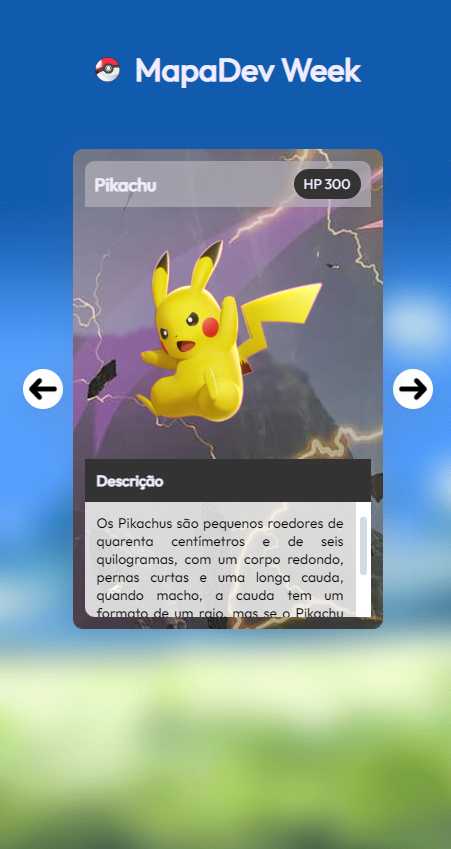 MapaDev Week
Pikachu
HP 300
Descrição
Os Pikachus são pequenos roedores de
quarenta centímetros e de seis
quilogramas, com um corpo redondo,
pernas curtas e uma longa cauda,
quando macho, a cauda tem um
formato de um raio, mas se o Pikachu